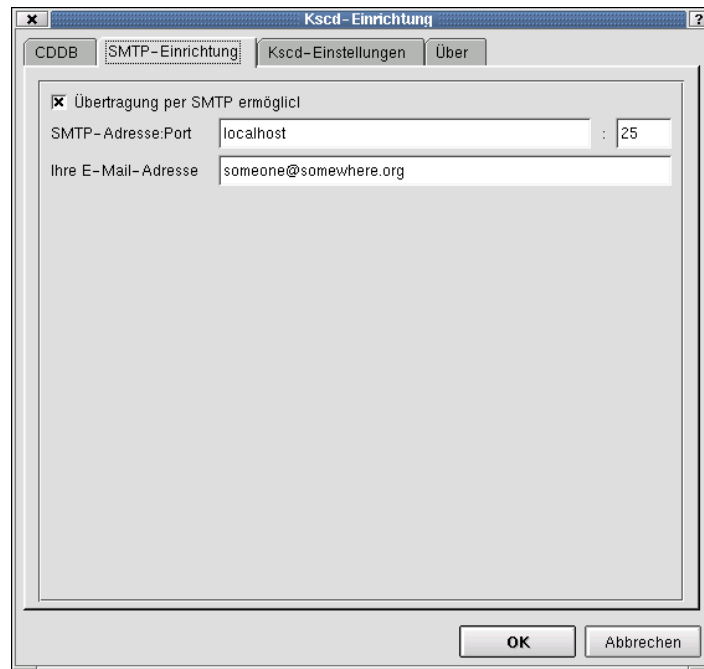 Kscd-Einrichtung ?
CDDB SMTP-Einrichtung Kscd-Einstellungen Über
Übertragung per SMTP ermöglicl
SMTP-Adresse:Port localhost : 25
Ihre E-Mail-Adresse someone@somewhere.org
OK Abbrechen